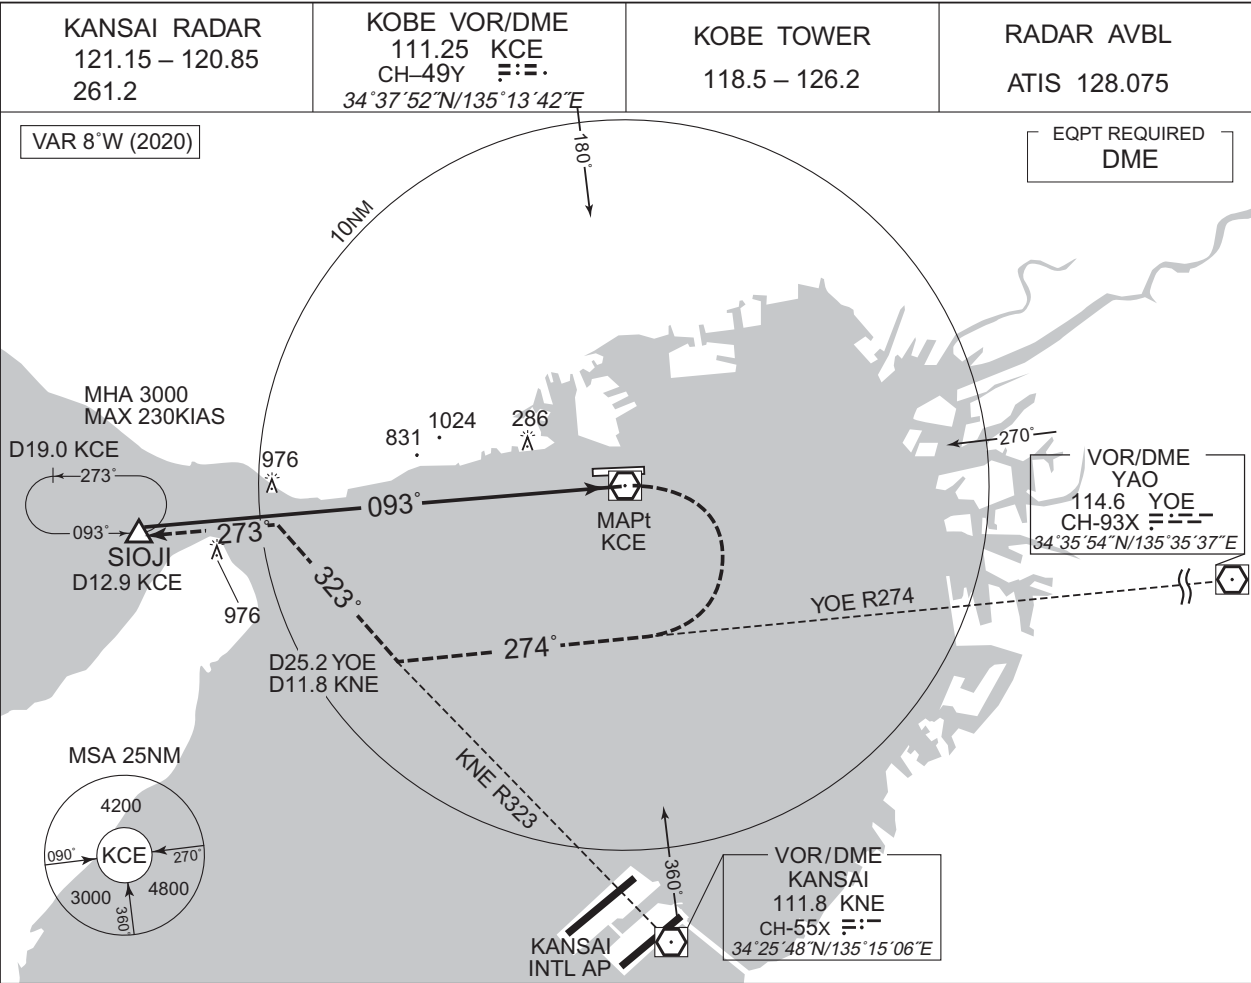 KANSAI RADAR
121.15 – 120.85
261.2
KOBE VOR/DME
111.25 KCE
CH–49Y
34°37´52˝N/135°13´42˝E
KOBE TOWER
118.5 – 126.2
RADAR AVBL
ATIS 128.075
VAR 8°W (2020)
EQPT REQUIRED
DME
180°
10NM
MHA 3000
MAX 230KIAS
D19.0 KCE
273°
093°
SIOJI
D12.9 KCE
976
831
1024
286
093°
273°
976
MAPt
KCE
270°
VOR/DME
YAO
114.6 YOE
CH-93X
34°35´54˝N/135°35´37˝E
323°
274°
YOE R274
D25.2 YOE
D11.8 KNE
KNE R323
MSA 25NM
4200
090°
KCE
270°
3000
4800
360°
360°
VOR/DME
KANSAI
111.8 KNE
CH-55X
34°25´48˝N/135°15´06˝E
KANSAI
INTL AP